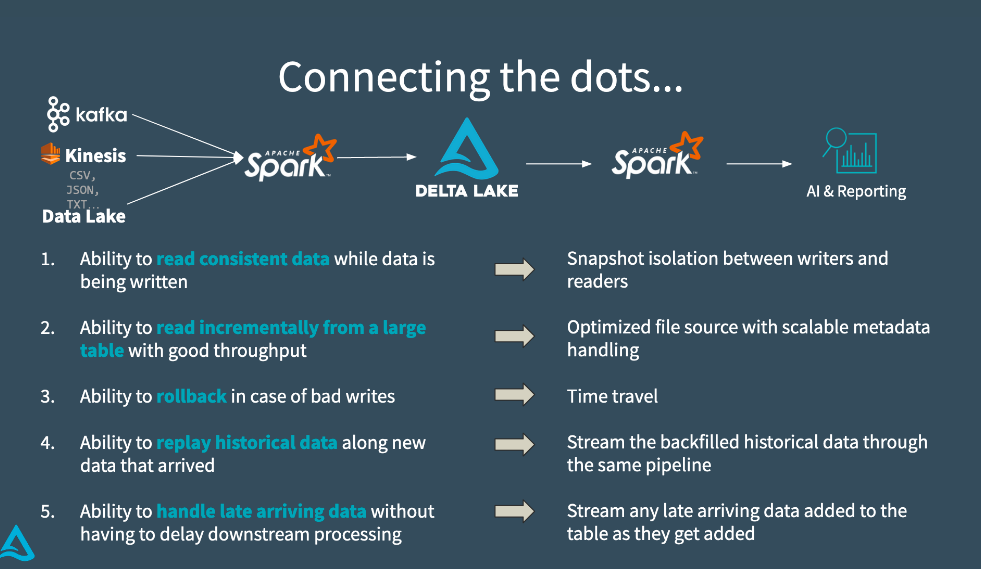 Connecting the dots...
kafka
Kinesis
CSV,
JSON,
TXT...
Data Lake
APACHE
Spark™
DELTA LAKE
APACHE
Spark™
AI & Reporting
1. Ability to read consistent data while data is
being written
Snapshot isolation between writers and
readers
2. Ability to read incrementally from a large
table with good throughput
Optimized file source with scalable metadata
handling
3. Ability to rollback in case of bad writes
Time travel
4. Ability to replay historical data along new
data that arrived
Stream the backfilled historical data through
the same pipeline
5. Ability to handle late arriving data without
having to delay downstream processing
Stream any late arriving data added to the
table as they get added